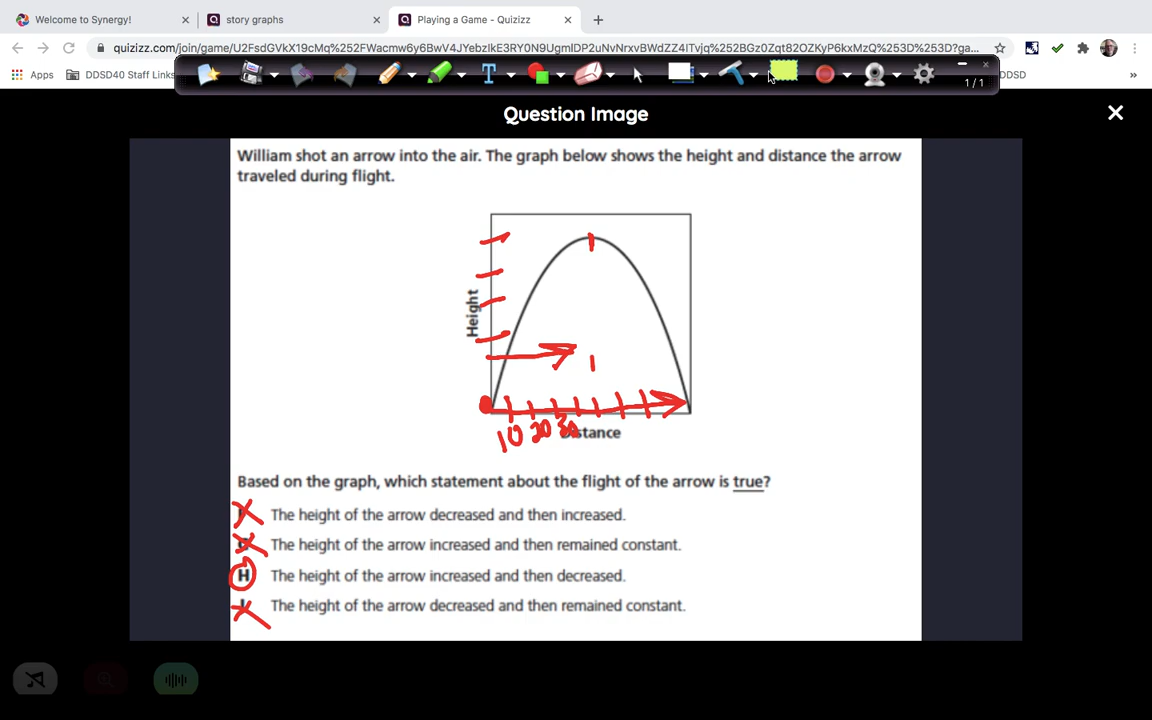 Welcome to Synergy!
story graphs
Playing a Game - Quizizz
quizizz.com/join/game/U2FsdGVkX19cMq%252FWacmw6y6BwV4JYebzIkE3RY0N9UgmIDP2uNvNrxvBWdZZ4ITvjq%252BGz0Zqt82OZKyP6kxMzQ%253D%253D?ga...
Apps
DDSD40 Staff Links
DDSD
»
T
1/1
Question Image
William shot an arrow into the air. The graph below shows the height and distance the arrow
traveled during flight.
Height
10 20 30
Distance
Based on the graph, which statement about the flight of the arrow is true?
The height of the arrow decreased and then increased.
The height of the arrow increased and then remained constant.
H The height of the arrow increased and then decreased.
The height of the arrow decreased and then remained constant.